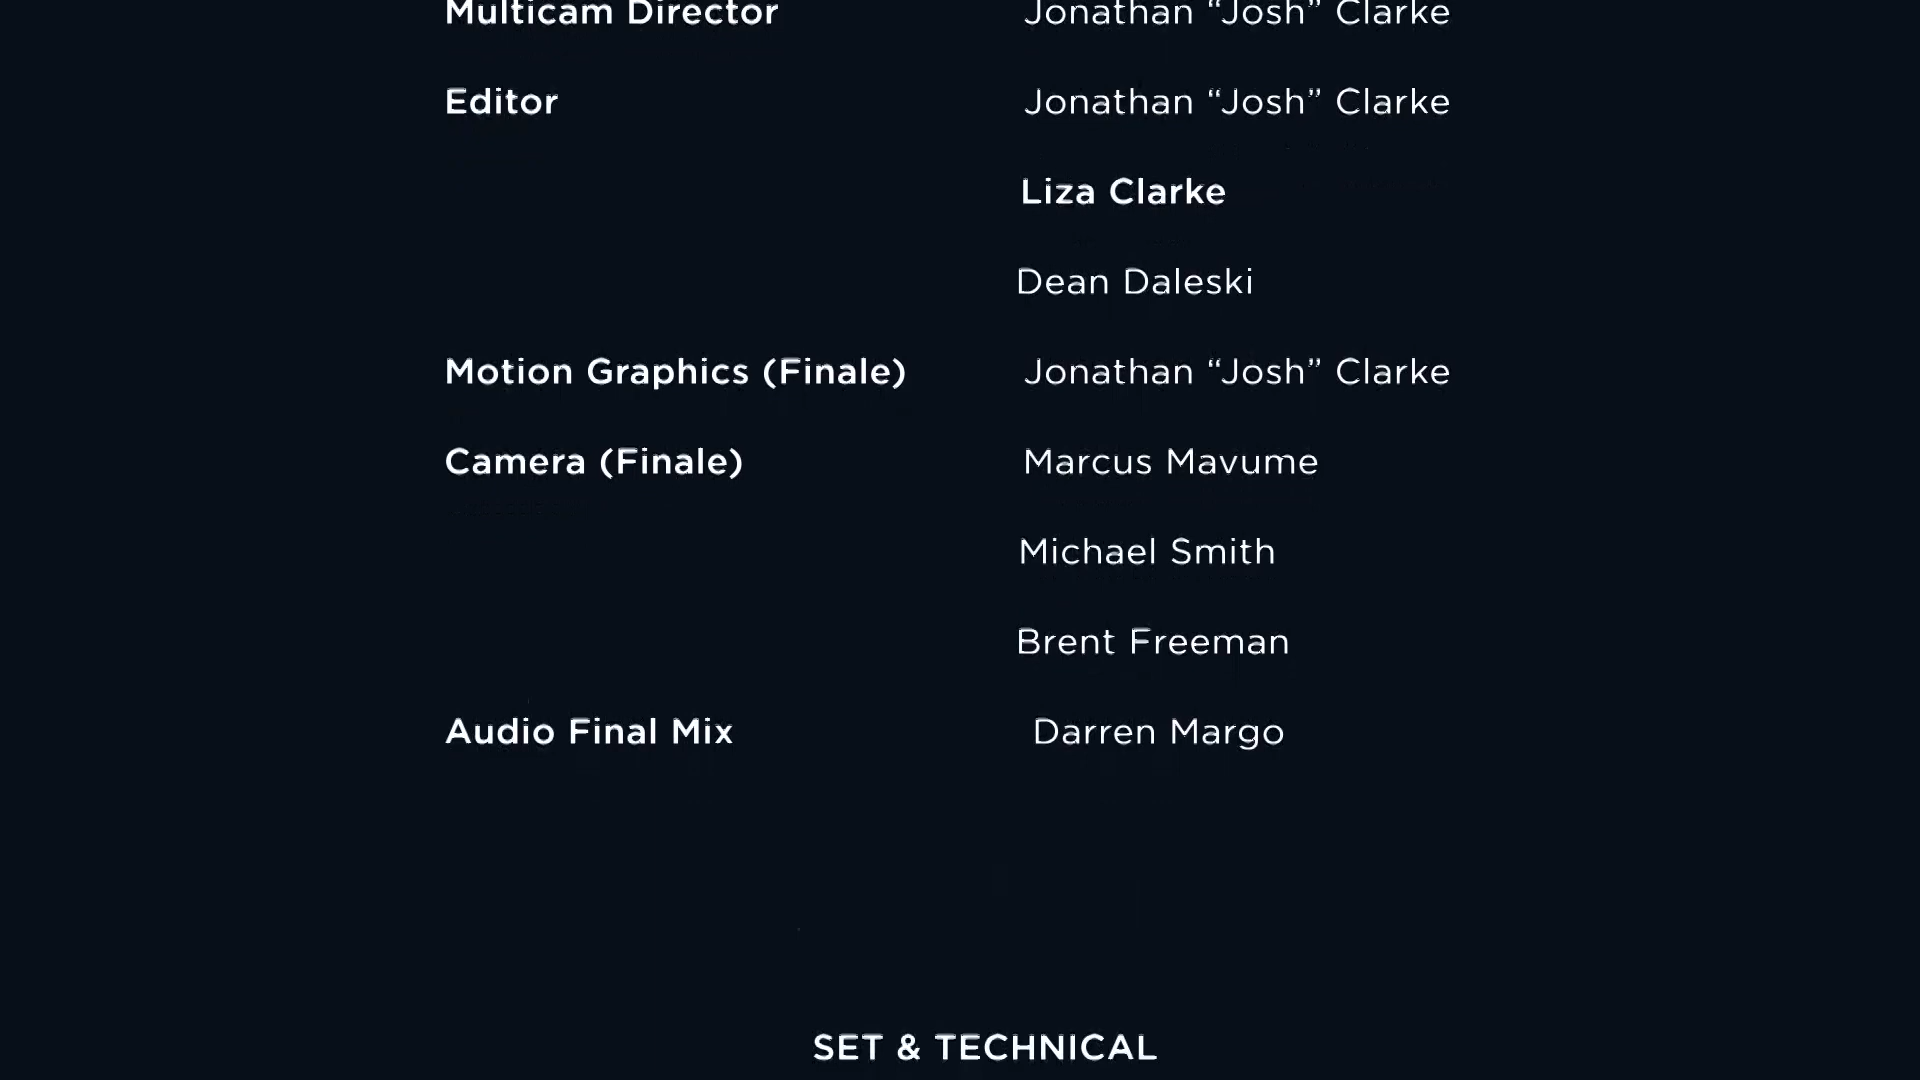 Multicam Director Jonathan “Josh” Clarke
Editor Jonathan “Josh” Clarke
Liza Clarke
Dean Daleski
Motion Graphics (Finale) Jonathan “Josh” Clarke
Camera (Finale) Marcus Mavume
Michael Smith
Brent Freeman
Audio Final Mix Darren Margo
SET & TECHNICAL